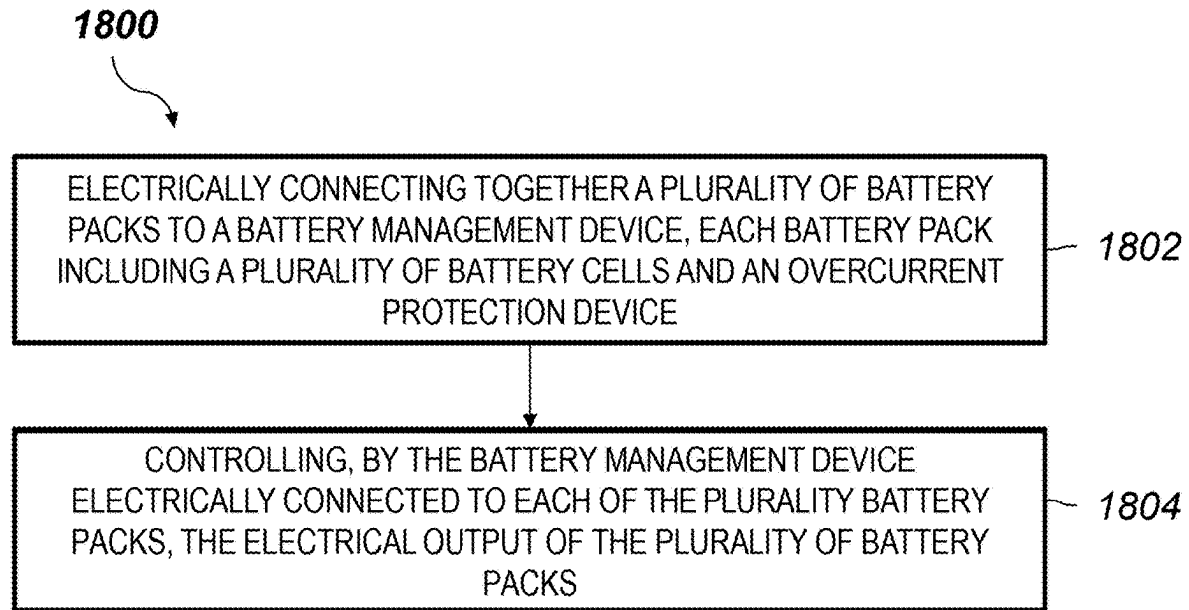 1800
ELECTRICALLY CONNECTING TOGETHER A PLURALITY OF BATTERY
PACKS TO A BATTERY MANAGEMENT DEVICE, EACH BATTERY PACK
INCLUDING A PLURALITY OF BATTERY CELLS AND AN OVERCURRENT
PROTECTION DEVICE
1802
CONTROLLING, BY THE BATTERY MANAGEMENT DEVICE
ELECTRICALLY CONNECTED TO EACH OF THE PLURALITY BATTERY
PACKS, THE ELECTRICAL OUTPUT OF THE PLURALITY OF BATTERY
PACKS
1804